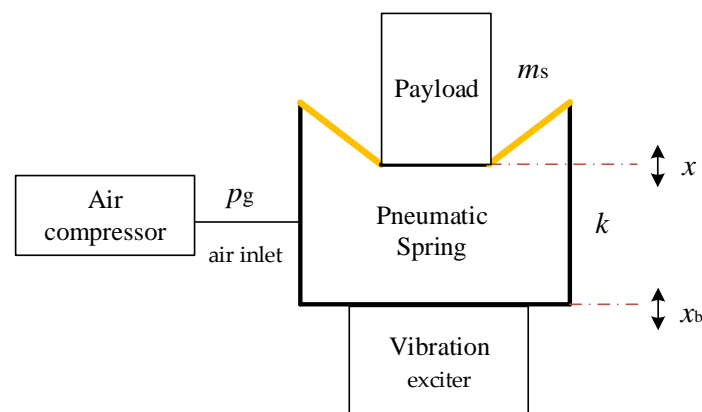 Payload
ms
Air
compressor
pg
air inlet
Pneumatic
Spring
k
x
xb
Vibration
exciter